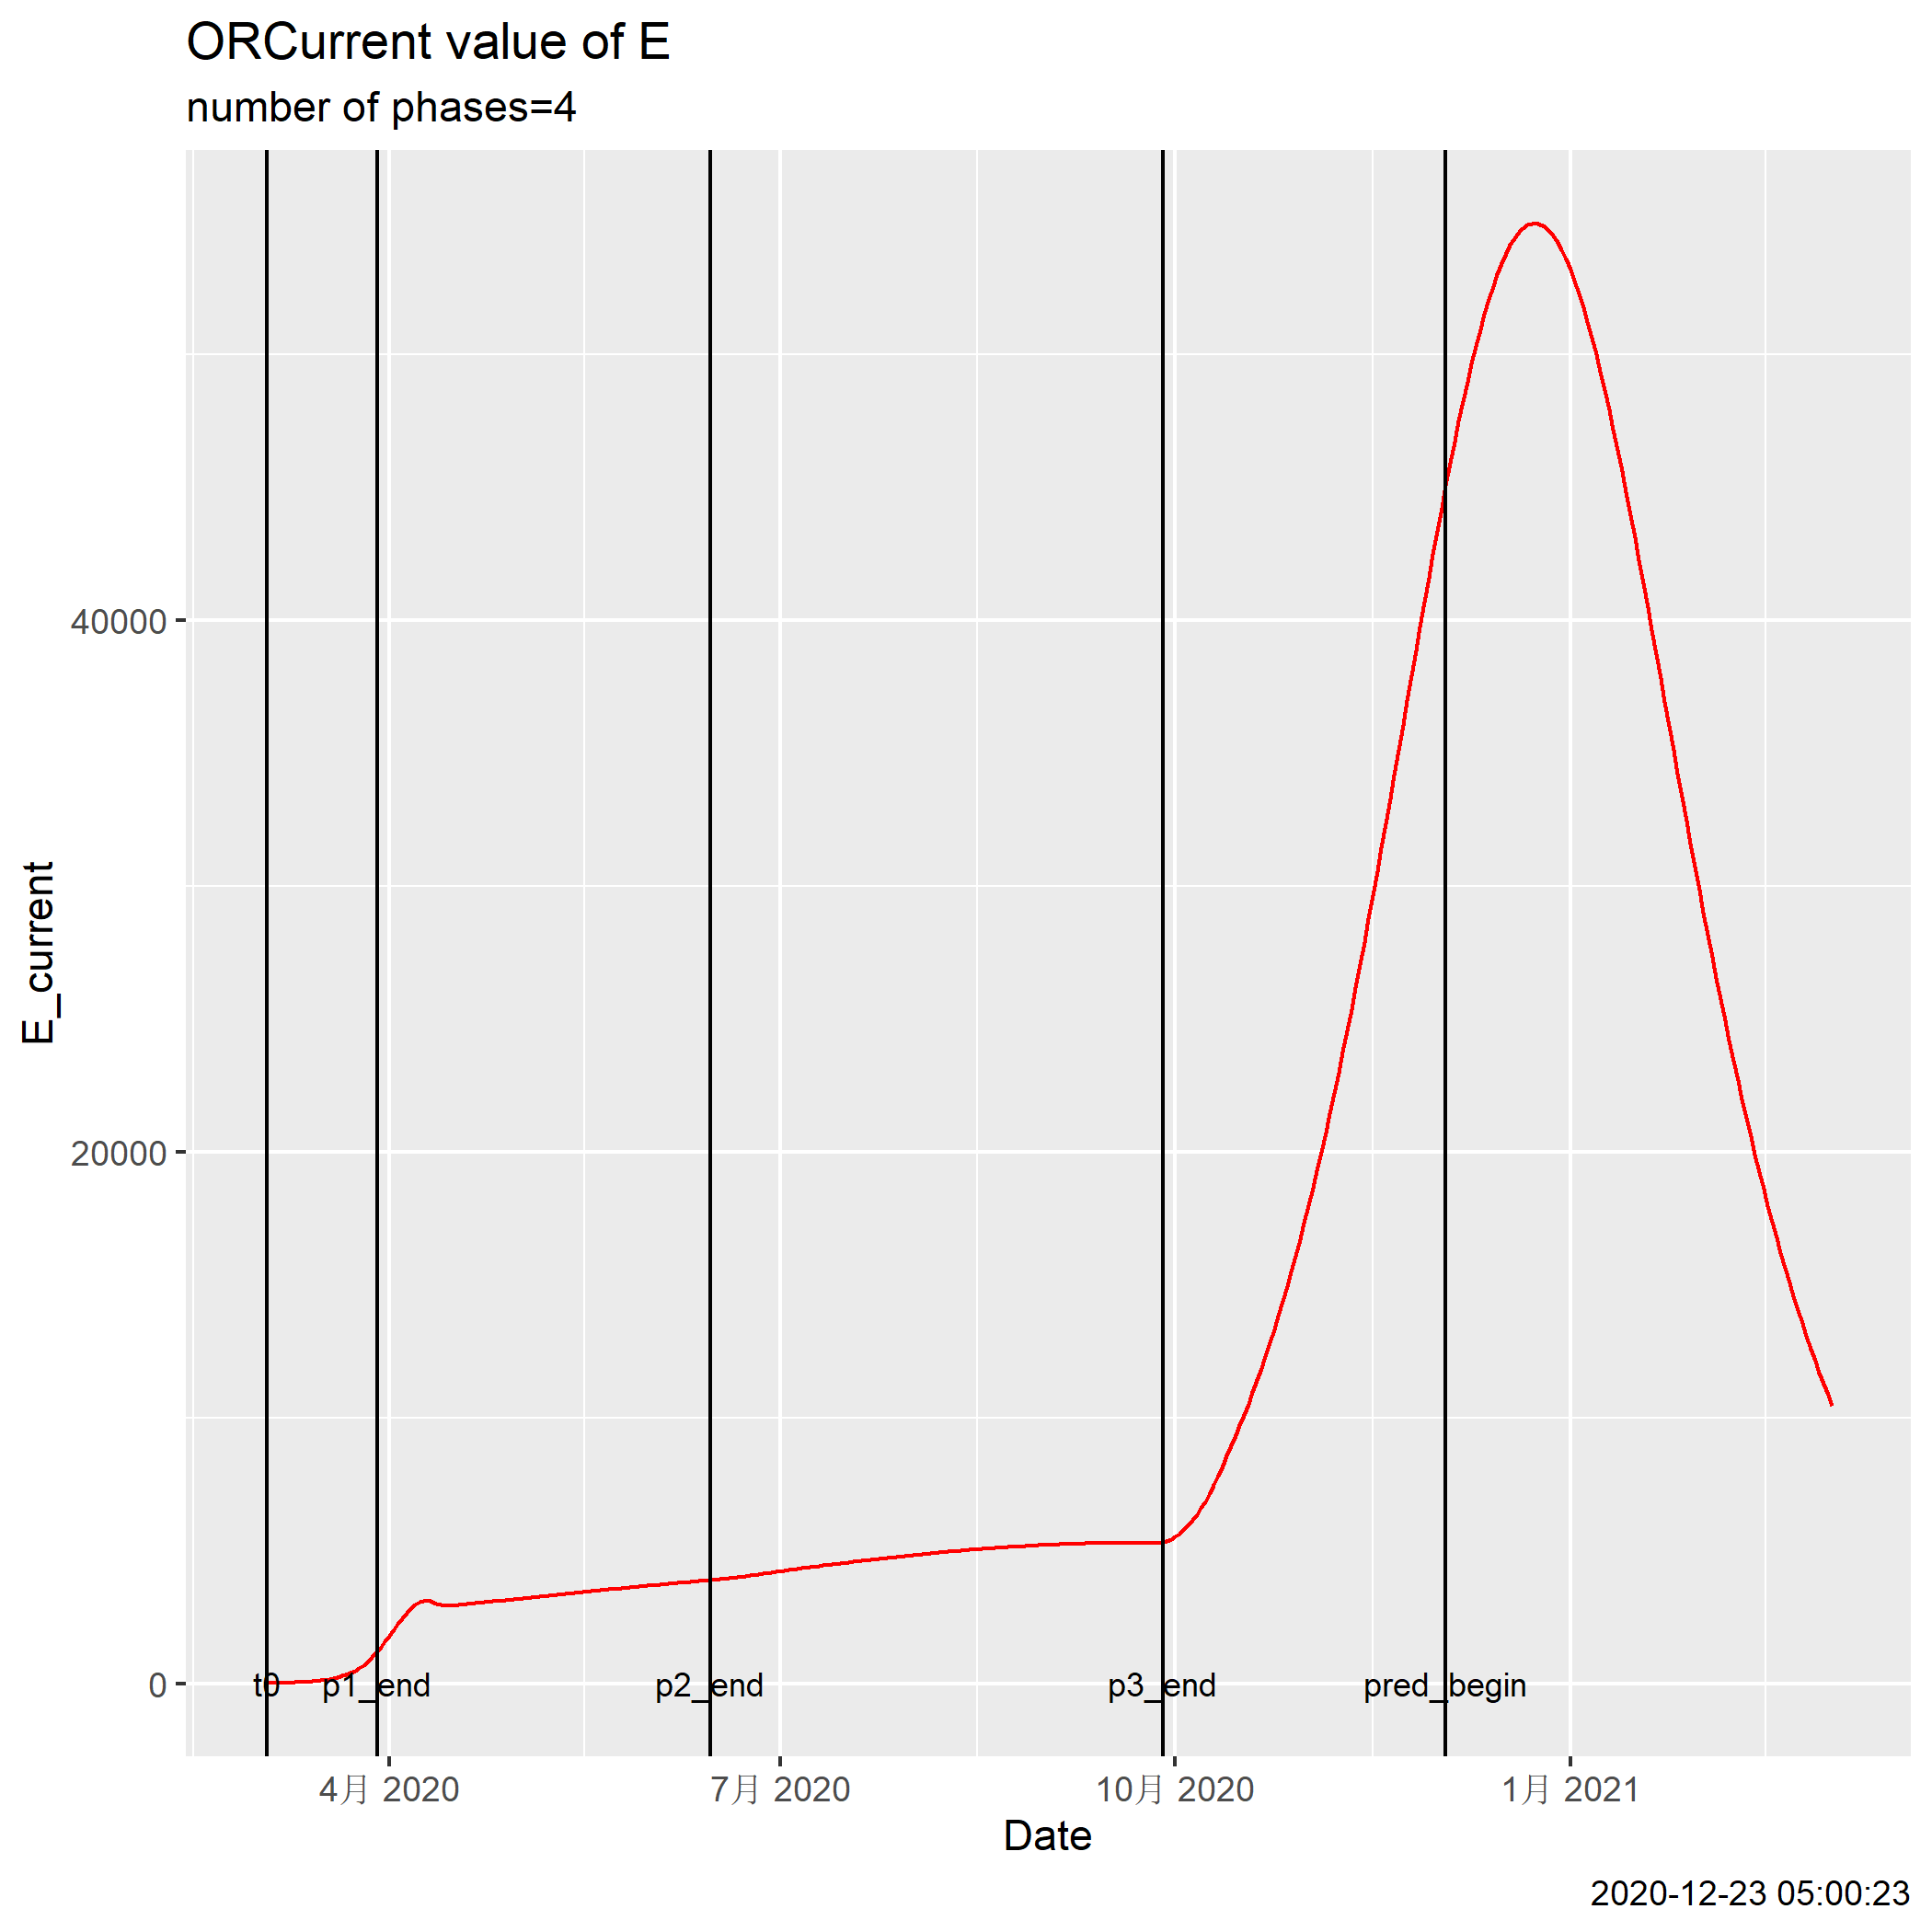 ORCurrent value of E
number of phases=4
E_current
40000
20000
0
t0 p1_end p2_end p3_end pred_begin
4月 2020 7月 2020 10月 2020 1月 2021
Date
2020-12-23 05:00:23